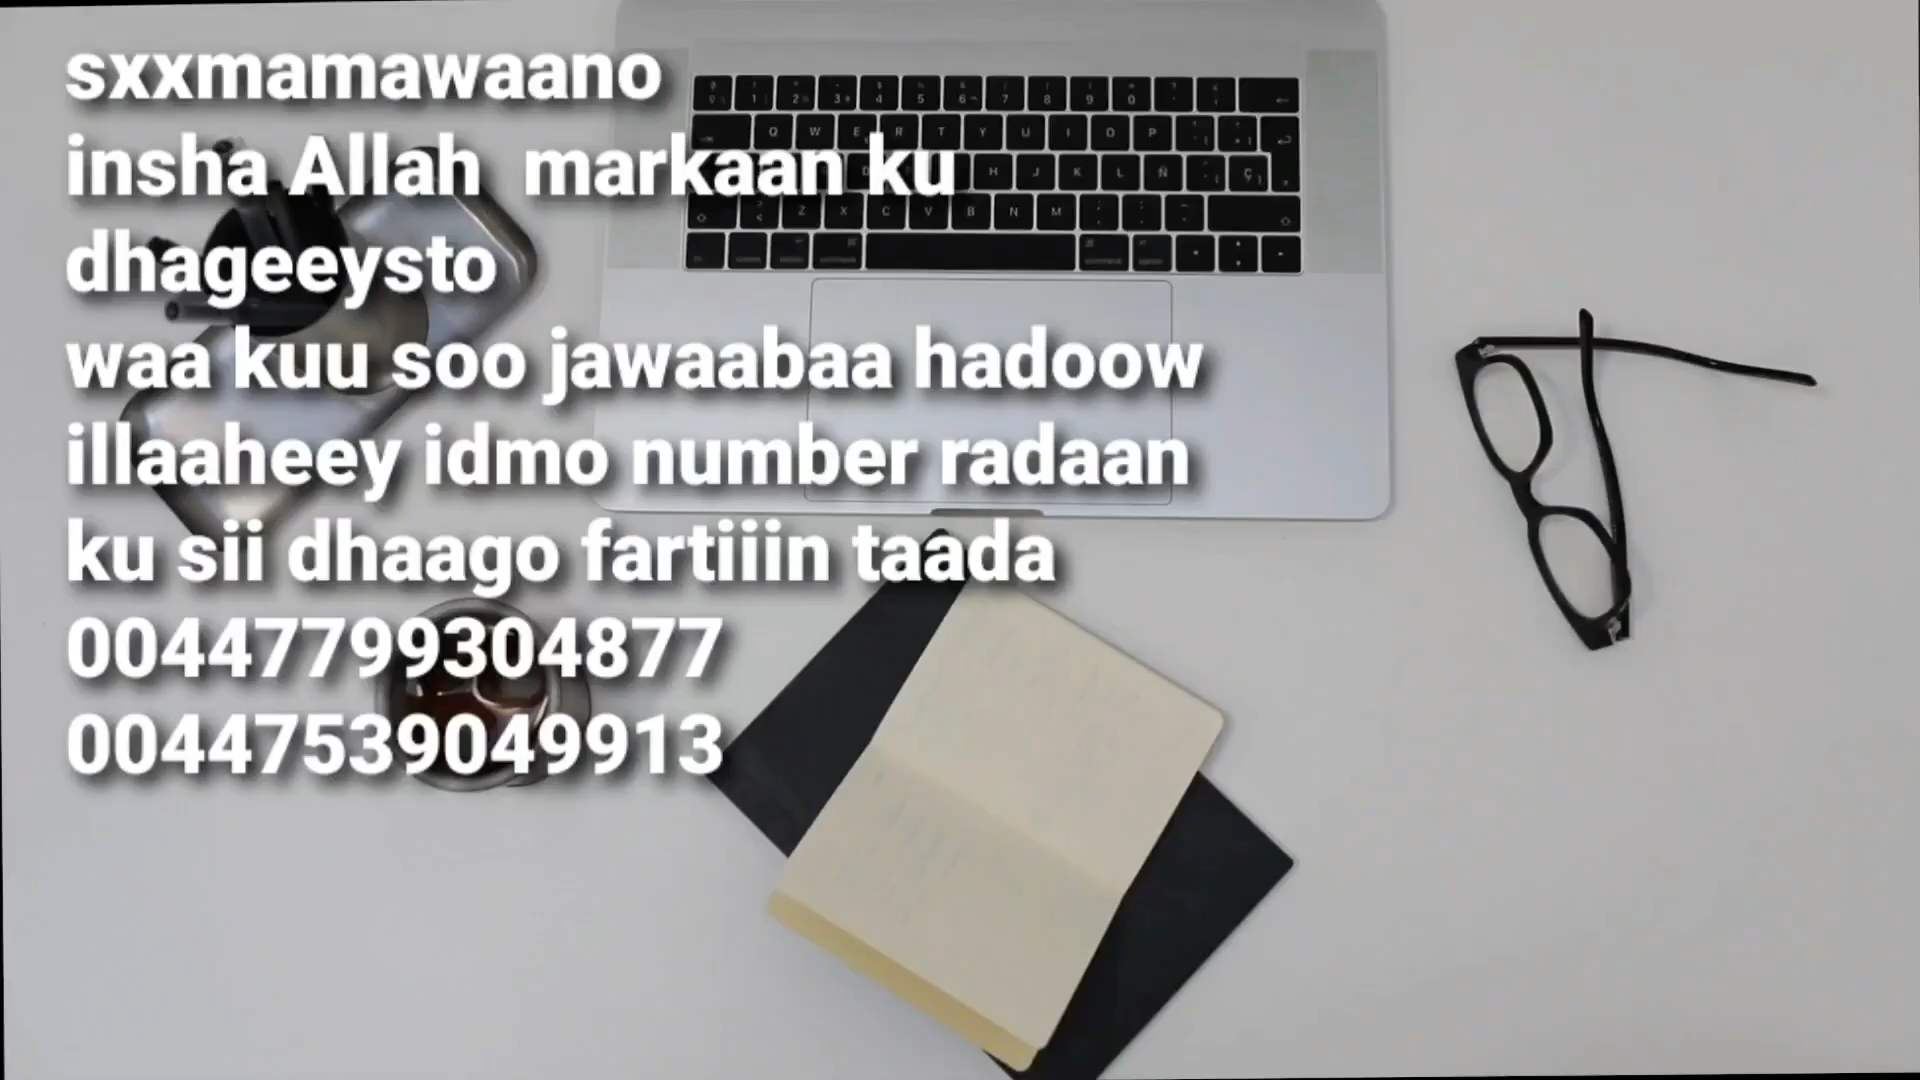 sxxmamawaano
insha Allah  markaan ku
dhageeysto
waa kuu soo jawaabaa hadoow
illaaheey idmo number radaan
ku sii dhaago fartiiin taada
00447799304877
00447539049913